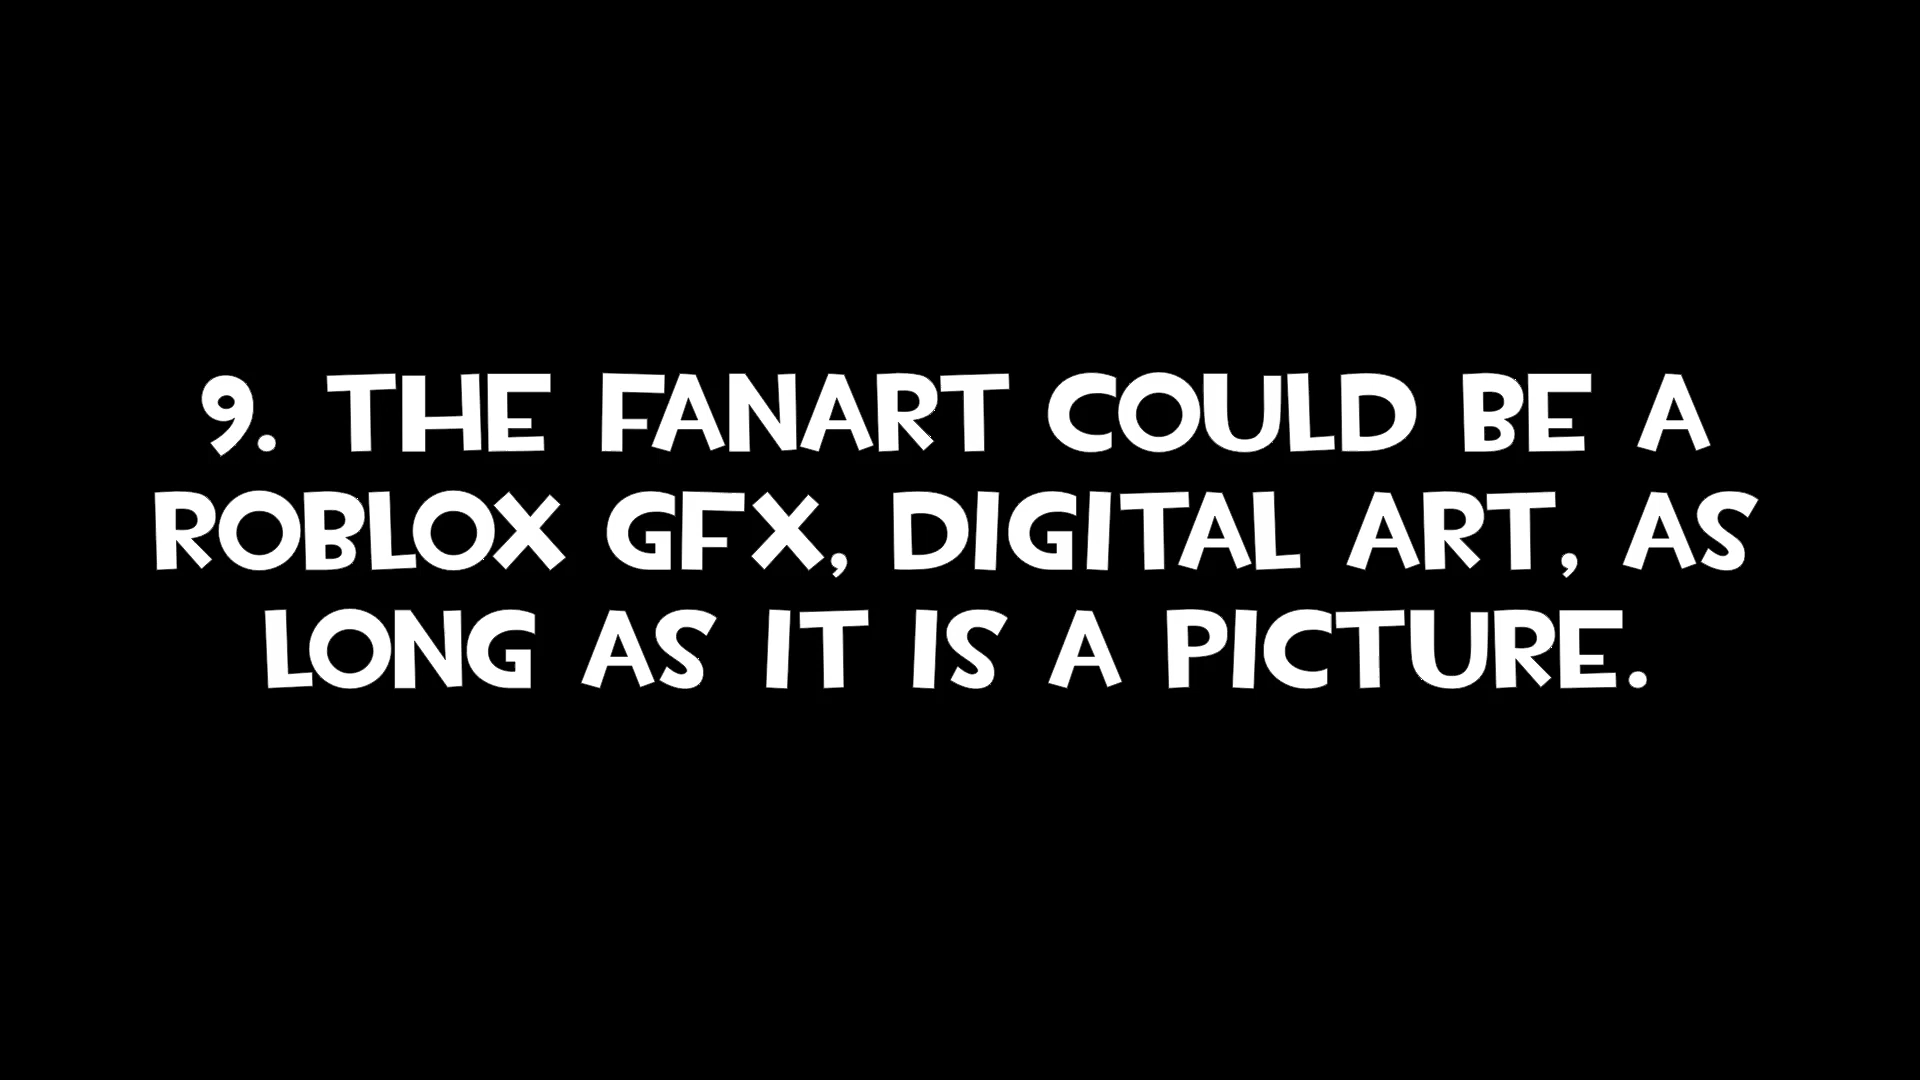 9. THE FANART COULD BE A
ROBLOX GFX, DIGITAL ART, AS
LONG AS IT IS A PICTURE.